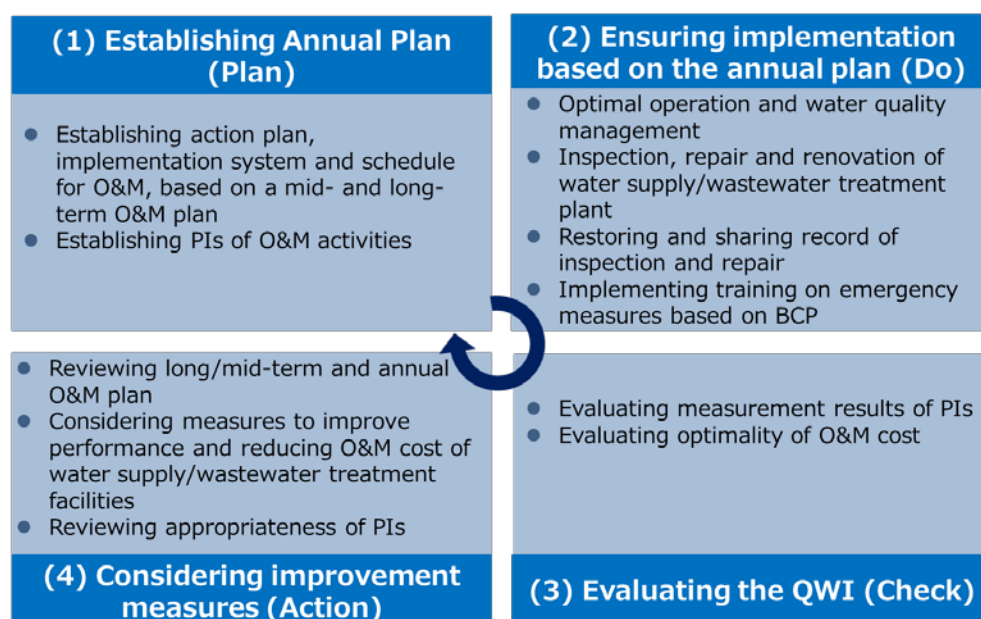 (1) Establishing Annual Plan
(Plan)
● Establishing action plan,
implementation system and schedule
for O&M, based on a mid- and long-
term O&M plan
● Establishing PIs of O&M activities
(2) Ensuring implementation
based on the annual plan (Do)
● Optimal operation and water quality
management
● Inspection, repair and renovation of
water supply/wastewater treatment
plant
● Restoring and sharing record of
inspection and repair
● Implementing training on emergency
measures based on BCP
● Reviewing long/mid-term and annual
O&M plan
● Considering measures to improve
performance and reducing O&M cost of
water supply/wastewater treatment
facilities
● Reviewing appropriateness of PIs
(4) Considering improvement
measures (Action)
● Evaluating measurement results of PIs
● Evaluating optimality of O&M cost
(3) Evaluating the QWI (Check)